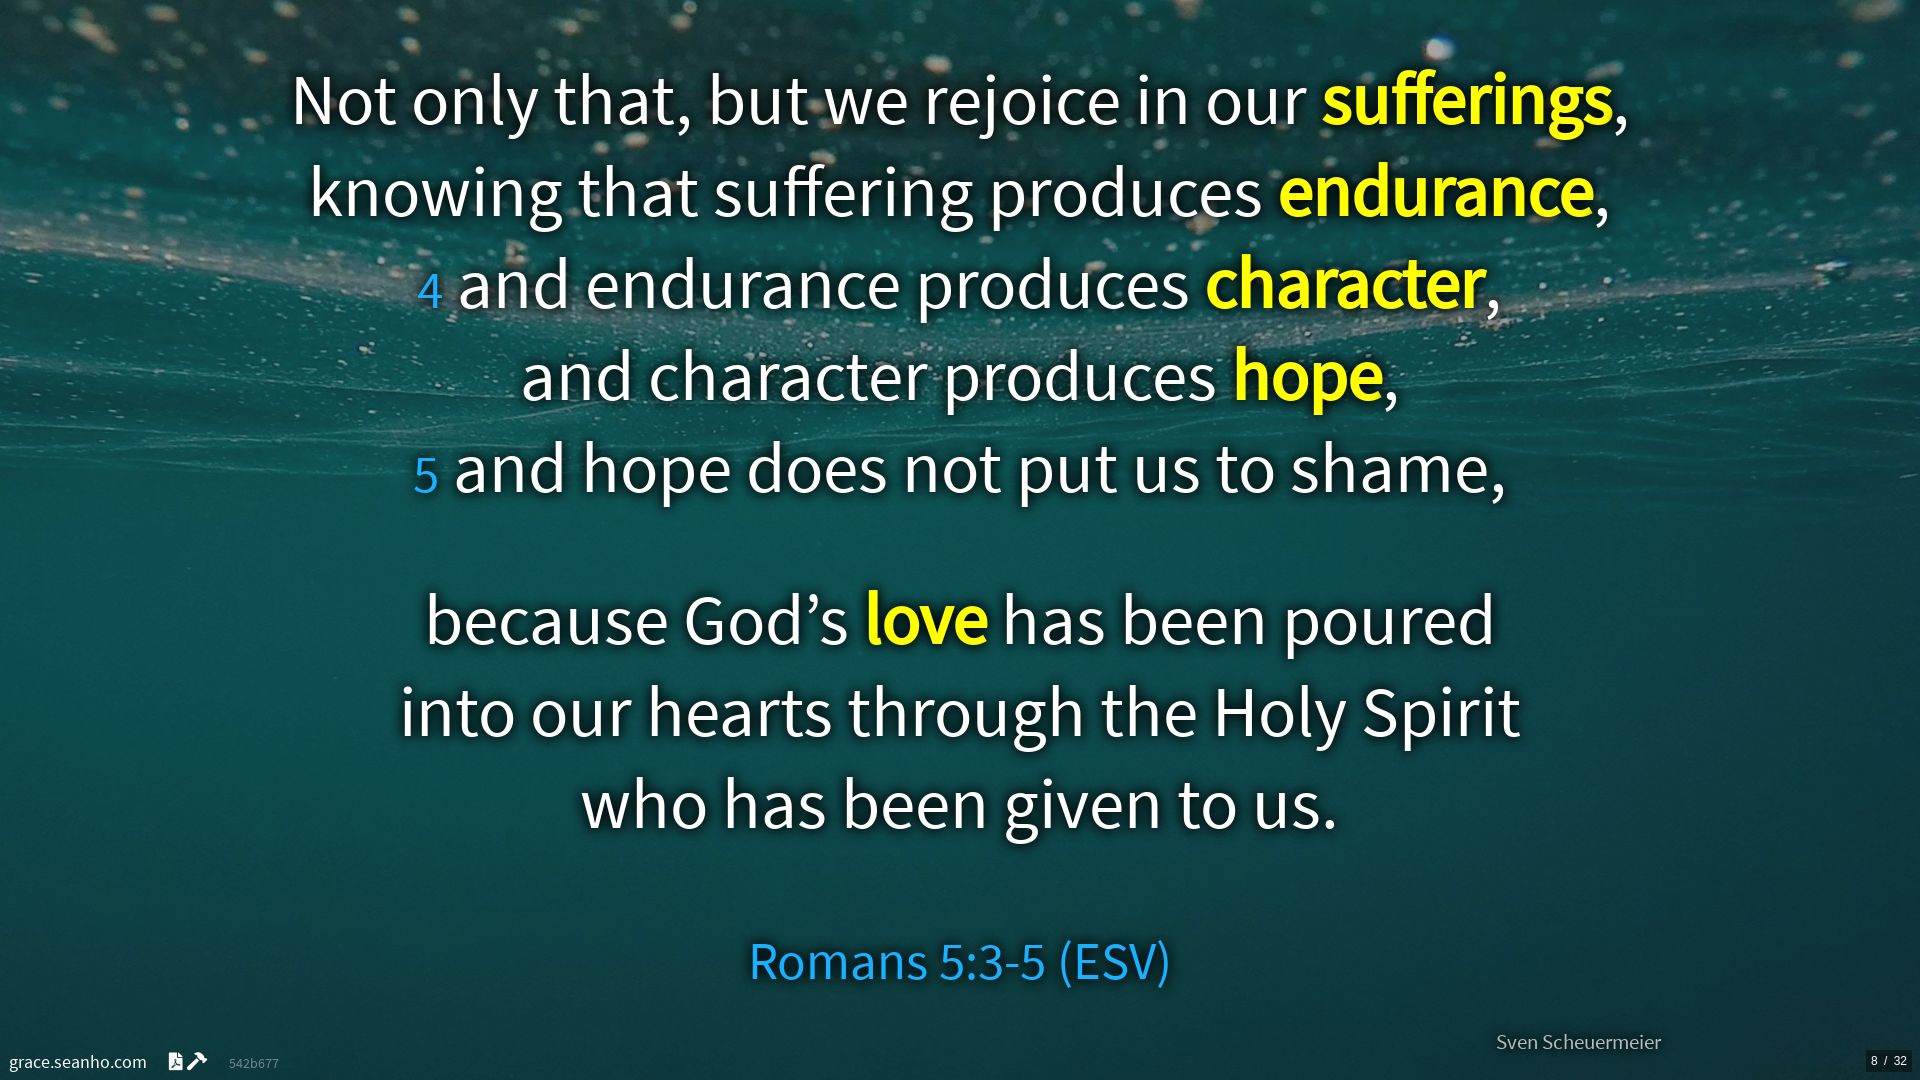 Not only that, but we rejoice in our sufferings,
knowing that suffering produces endurance,
4 and endurance produces character,
and character produces hope,
5 and hope does not put us to shame,
because God’s love has been poured
into our hearts through the Holy Spirit
who has been given to us.
Romans 5:3-5 (ESV)
Sven Scheuermeier
grace.seanho.com 542b677
8 / 32